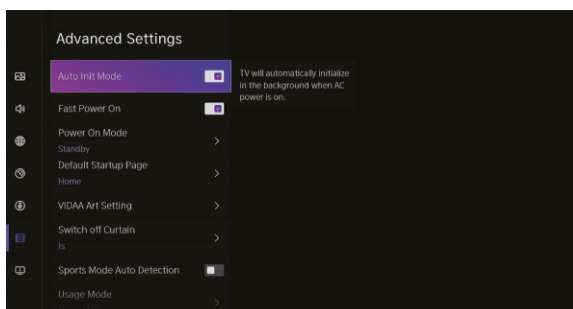 Advanced Settings
Auto Init Mode
TV will automatically initialize
in the background when AC
power is on.
Fast Power On
Power On Mode
Standby
Default Startup Page
Home
VIDAA Art Setting
Switch off Curtain
Is
Sports Mode Auto Detection
Usage Mode